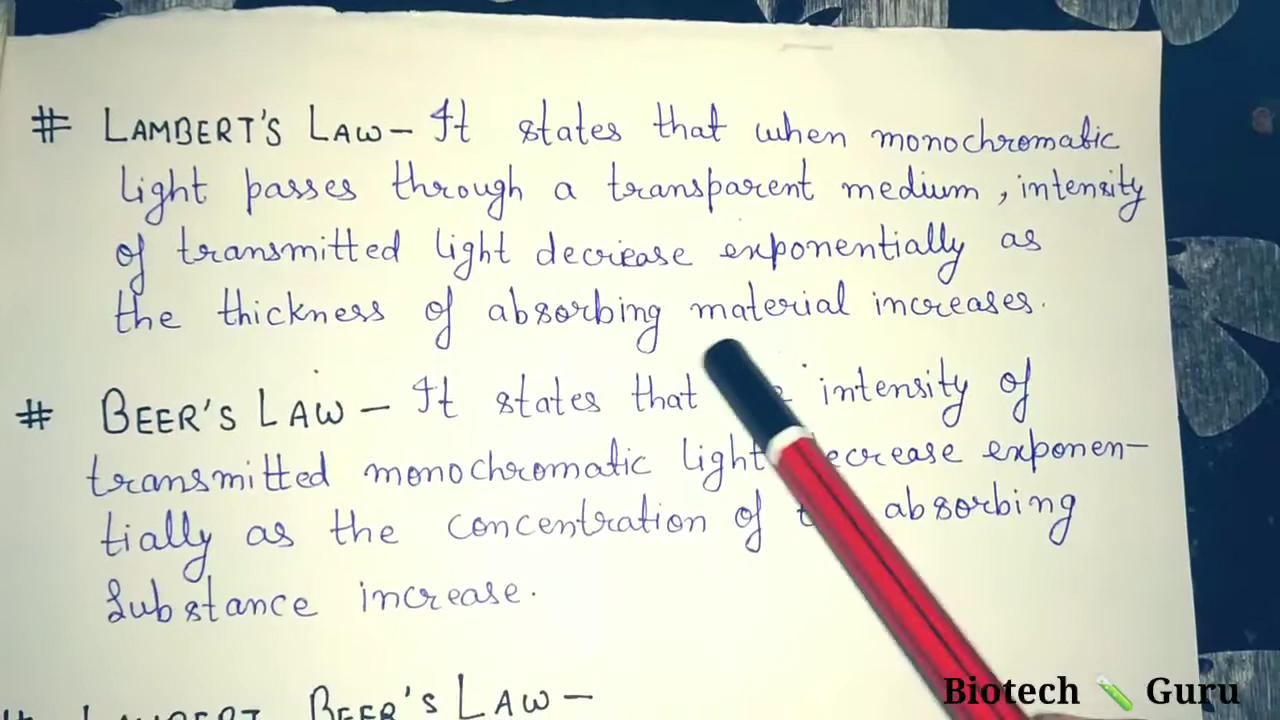 # LAMBERT'S LAW - It states that when monochromatic
light passes through a transparent medium, intensity
of transmitted light decrease exponentially as
the thickness of absorbing material increases.
# BEER'S LAW - It states that intensity of
transmitted monochromatic light exponen-
tially as the concentration of absorbing
Substance increase.
LAMBERT BEER'S LAW -
Biotech Guru